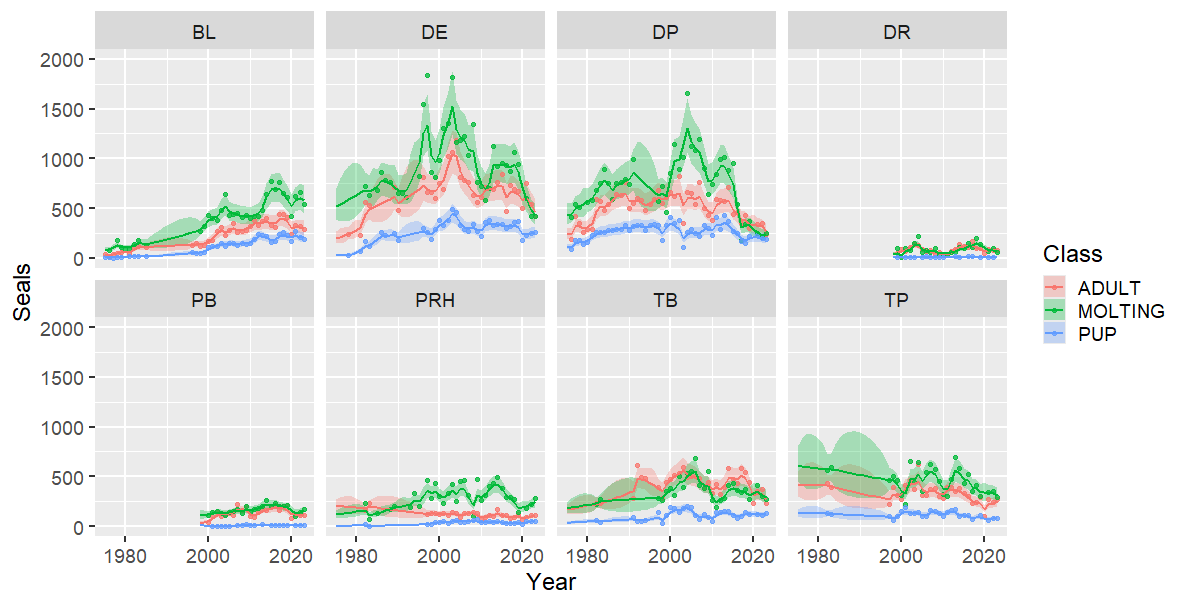 BL DE DP DR
2000
1500
1000
500
0
PB PRH TB TP
2000
1500
1000
500
0
1980 2000 2020 1980 2000 2020 1980 2000 2020 1980 2000 2020
Year
Seals
Class
ADULT
MOLTING
PUP